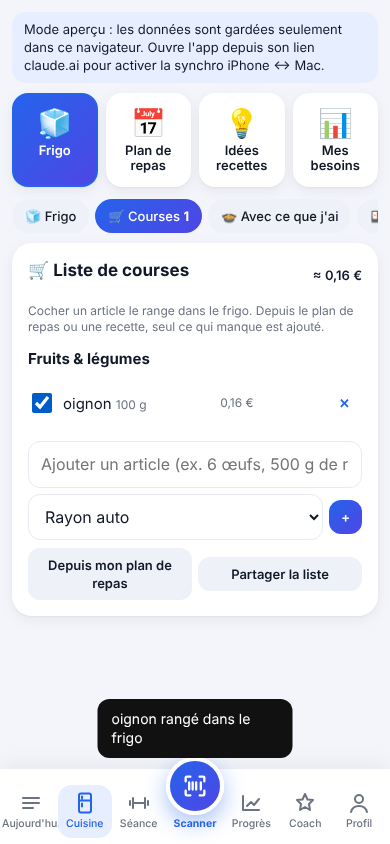 Mode aperçu : les données sont gardées seulement
dans ce navigateur. Ouvre l'app depuis son lien
claude.ai pour activer la synchro iPhone ↔ Mac.
Frigo
Plan de
repas
Idées
recettes
Mes
besoins
Frigo
Courses 1
Avec ce que j'ai
Liste de courses
≈ 0,16 €
Cocher un article le range dans le frigo. Depuis le plan de
repas ou une recette, seul ce qui manque est ajouté.
Fruits & légumes
oignon 100 g
0,16 €
×
Ajouter un article (ex. 6 œufs, 500 g de r
Rayon auto
+
Depuis mon plan de
repas
Partager la liste
oignon rangé dans le
frigo
Aujourd'hu
Cuisine
Séance
Scanner
Progrès
Coach
Profil